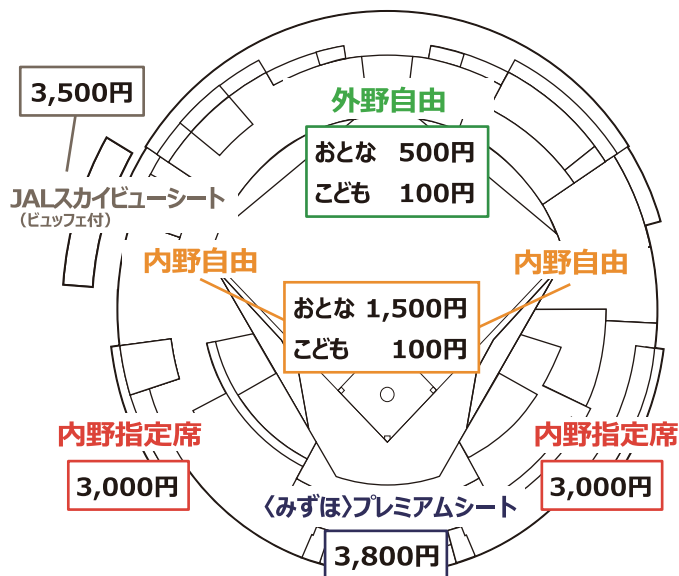 3,500円
外野自由
おとな 500円
こども 100円
JALスカイビューシート
（ビュッフェ付）
内野自由
内野自由
おとな 1,500円
こども 100円
内野指定席
3,000円
内野指定席
3,000円
〈みずほ〉プレミアムシート
3,800円